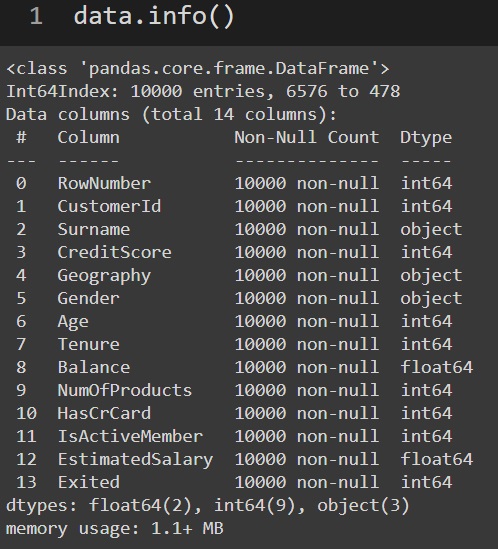 1 data.info()
<class 'pandas.core.frame.DataFrame'>
Int64Index: 10000 entries, 6576 to 478
Data columns (total 14 columns):
 #   Column           Non-Null Count  Dtype
---  ------           --------------  -----
 0   RowNumber        10000 non-null  int64
 1   CustomerId       10000 non-null  int64
 2   Surname          10000 non-null  object
 3   CreditScore      10000 non-null  int64
 4   Geography        10000 non-null  object
 5   Gender           10000 non-null  object
 6   Age              10000 non-null  int64
 7   Tenure           10000 non-null  int64
 8   Balance          10000 non-null  float64
 9   NumOfProducts    10000 non-null  int64
 10  HasCrCard        10000 non-null  int64
 11  IsActiveMember   10000 non-null  int64
 12  EstimatedSalary  10000 non-null  float64
 13  Exited           10000 non-null  int64
dtypes: float64(2), int64(9), object(3)
memory usage: 1.1+ MB